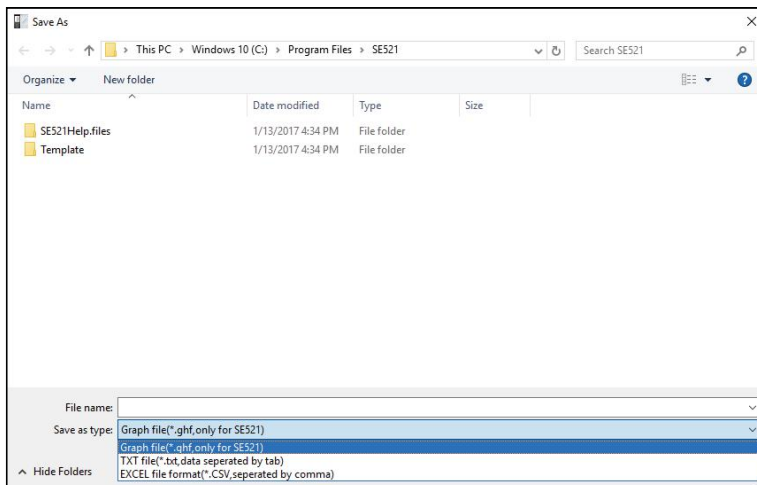 Save As
This PC > Windows 10 (C:) > Program Files > SE521
Search SE521
Organize New folder
Name Date modified Type Size
SE521Help.files 1/13/2017 4:34 PM File folder
Template 1/13/2017 4:34 PM File folder
File name:
Save as type: Graph file(*.ghf,only for SE521)
Graph file(*.ghf,only for SE521)
TXT file(*.txt,data seperated by tab)
EXCEL file format(*.CSV,seperated by comma)
Hide Folders